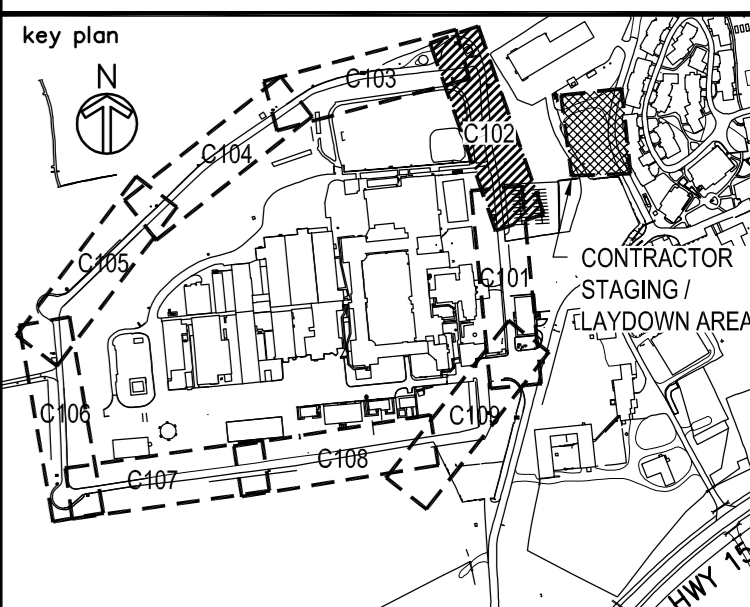 key plan
N
C103
C102
C104
C105
C101
CONTRACTOR
STAGING /
LAYDOWN AREA
C106
C109
C108
C107
HWY 15